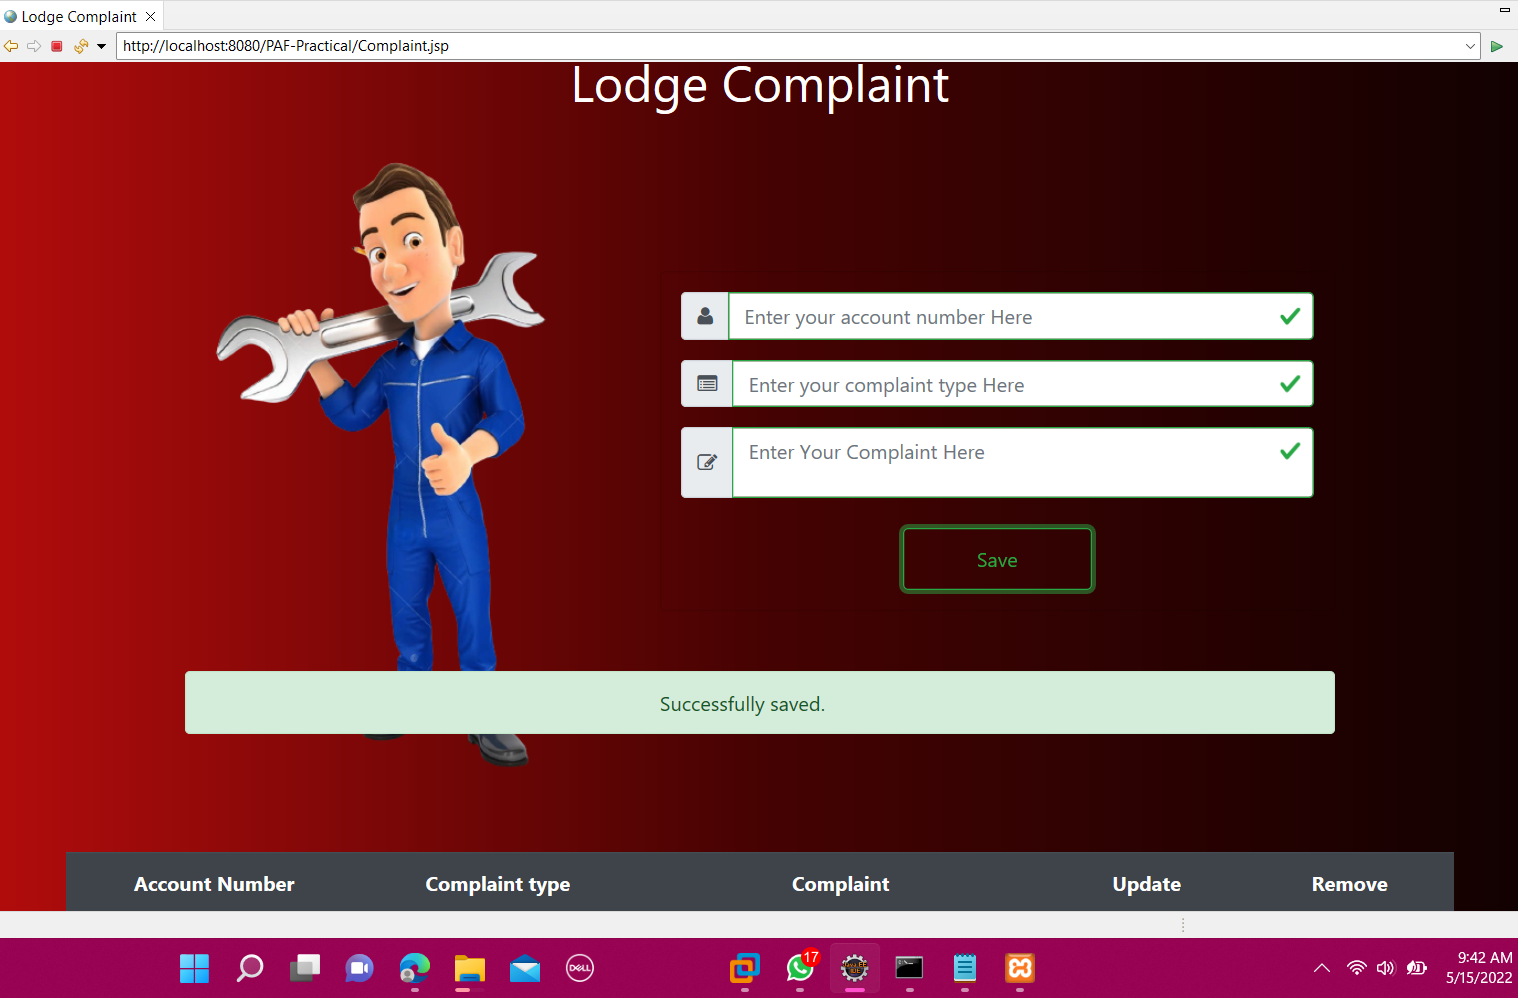 Lodge Complaint
http://localhost:8080/PAF-Practical/Complaint.jsp
Lodge Complaint
Enter your account number Here
Enter your complaint type Here
Enter Your Complaint Here
Save
Successfully saved.
Account Number Complaint type Complaint Update Remove
DELL
17
9:42 AM
5/15/2022